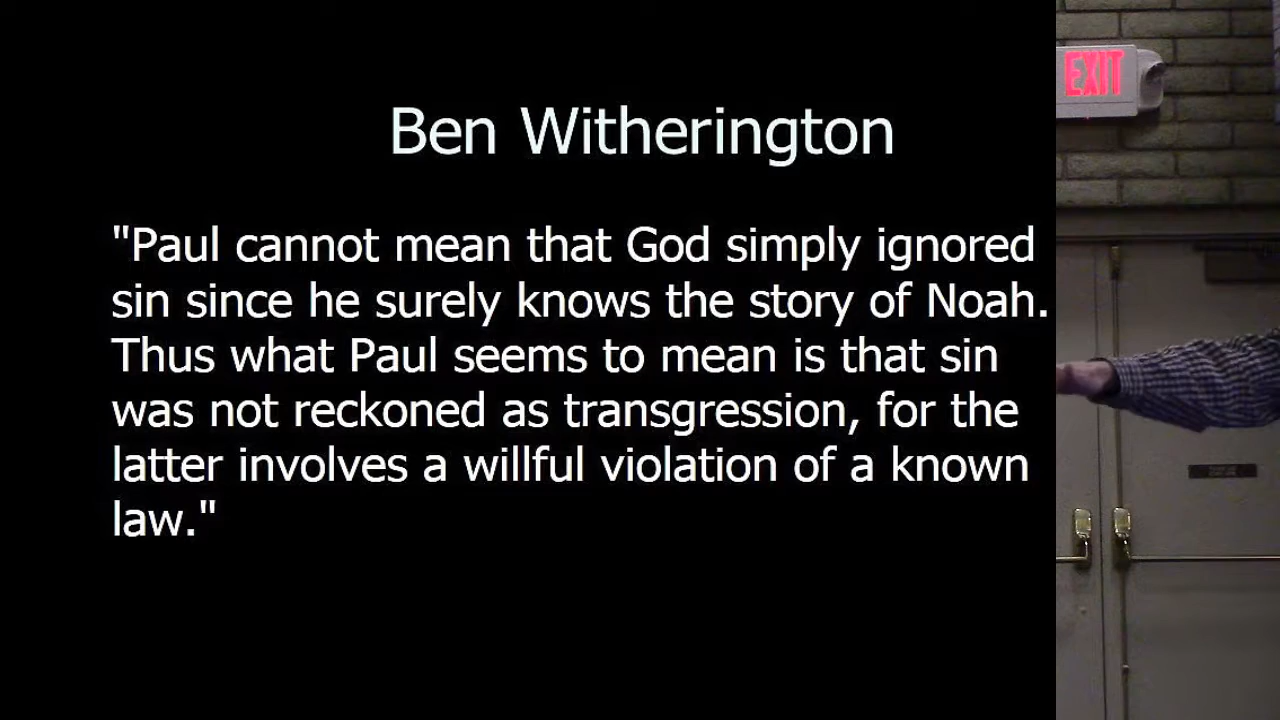 Ben Witherington
"Paul cannot mean that God simply ignored
sin since he surely knows the story of Noah.
Thus what Paul seems to mean is that sin
was not reckoned as transgression, for the
latter involves a willful violation of a known
law."
EXIT